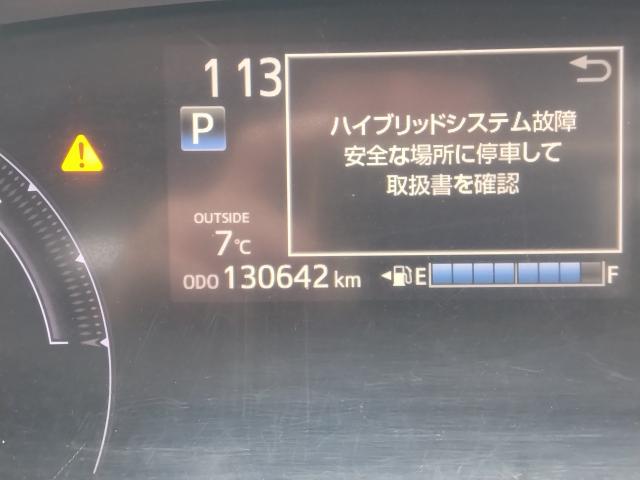 113
P
ハイブリッドシステム故障
安全な場所に停車して
取扱書を確認
OUTSIDE
7℃
ODO 130642 km
E F